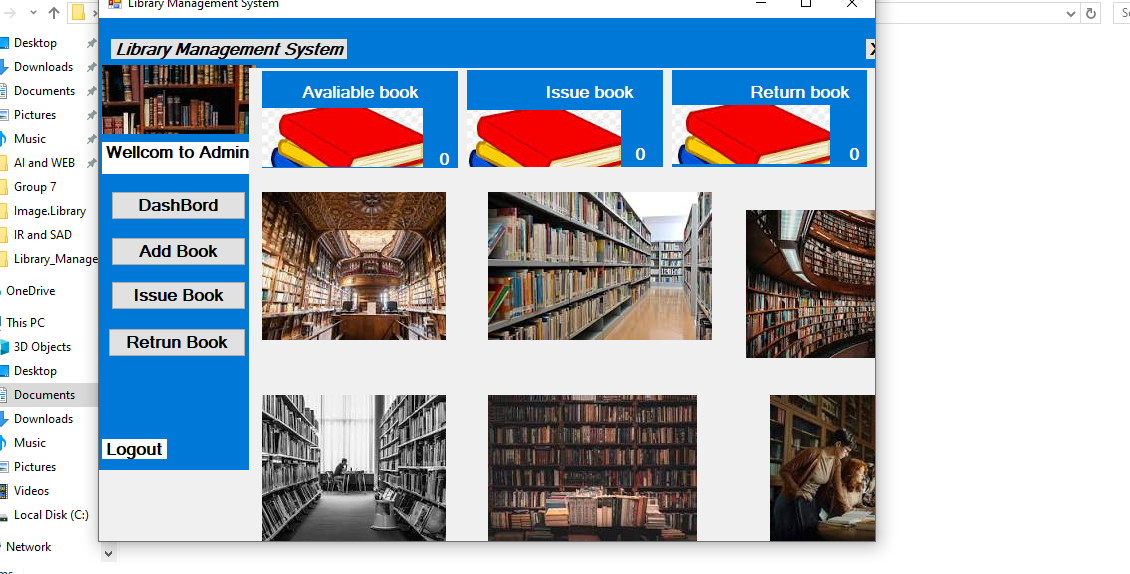 Library Management System
Desktop
Downloads
Documents
Pictures
Music
AI and WEB
Group 7
Image.Library
IR and SAD
Library_Manage
OneDrive
This PC
3D Objects
Desktop
Documents
Downloads
Music
Pictures
Videos
Local Disk (C:)
Network
Library Management System
X
Wellcom to Admin
DashBord
Add Book
Issue Book
Retrun Book
Logout
Avaliable book
0
Issue book
0
Return book
0